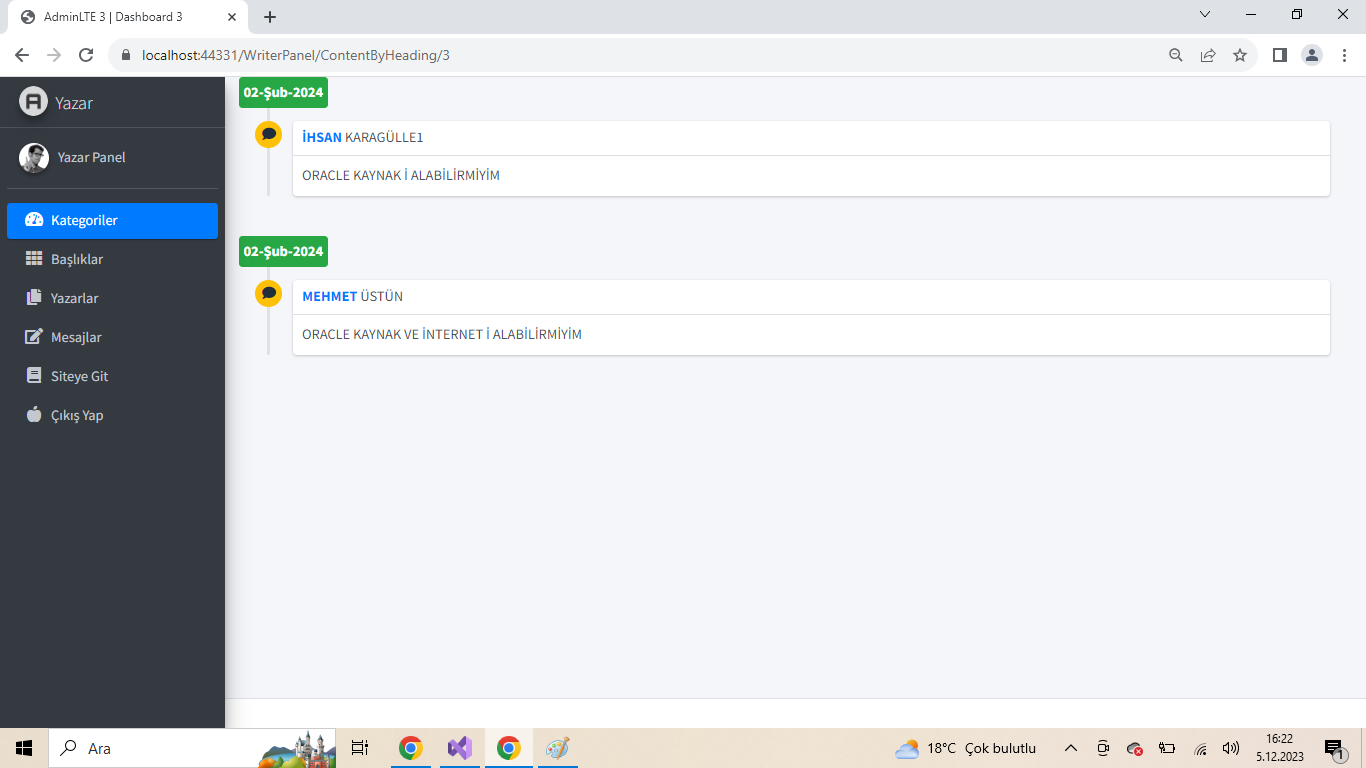 AdminLTE 3 | Dashboard 3
localhost:44331/WriterPanel/ContentByHeading/3
Yazar
Yazar Panel
Kategoriler
Başlıklar
Yazarlar
Mesajlar
Siteye Git
Çıkış Yap
02-Şub-2024
İHSAN KARAGÜLLE1
ORACLE KAYNAK İ ALABİLİRMİYİM
02-Şub-2024
MEHMET ÜSTÜN
ORACLE KAYNAK VE İNTERNET İ ALABİLİRMİYİM
Ara
18°C Çok bulutlu
16:22
5.12.2023
1